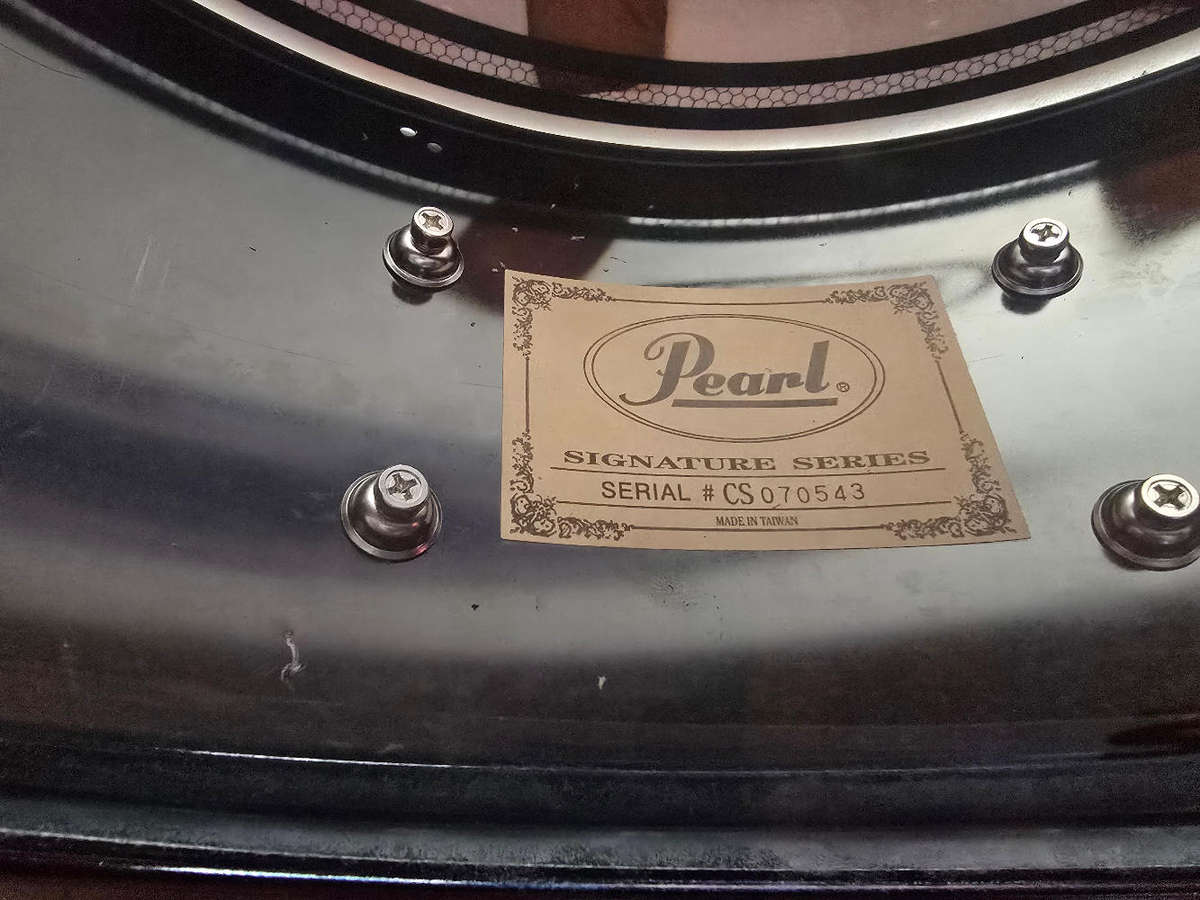 Pearl®
SIGNATURE SERIES
SERIAL # CS 070543
MADE IN TAIWAN